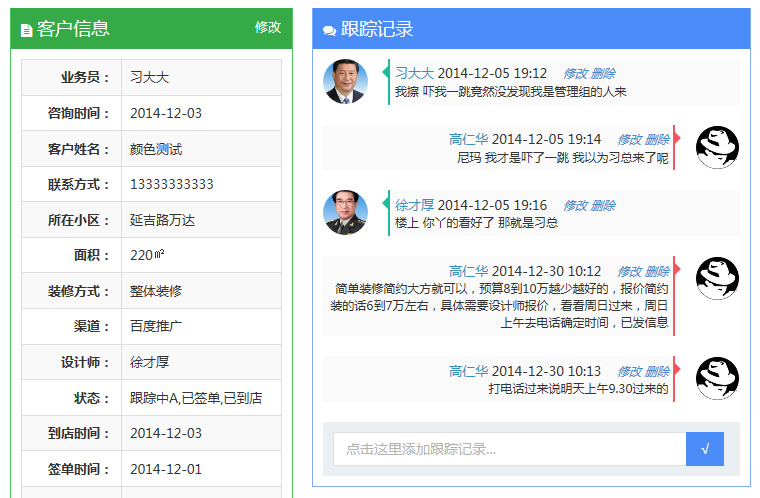 客户信息
修改
业务员：
习大大
咨询时间：
2014-12-03
客户姓名：
颜色测试
联系方式：
13333333333
所在小区：
延吉路万达
面积：
220㎡
装修方式：
整体装修
渠道：
百度推广
设计师：
徐才厚
状态：
跟踪中A,已签单,已到店
到店时间：
2014-12-03
签单时间：
2014-12-01
跟踪记录
习大大 2014-12-05 19:12 修改 删除
我擦 吓我一跳竟然没发现我是管理组的人来
高仁华 2014-12-05 19:14 修改 删除
尼玛 我才是吓了一跳 我以为习总来了呢
徐才厚 2014-12-05 19:16 修改 删除
楼上 你丫的看好了 那就是习总
高仁华 2014-12-30 10:12 修改 删除
简单装修简约大方就可以，预算8到10万越少越好的，报价简约
装的话6到7万左右，具体需要设计师报价，看看周日过来，周日
上午去电话确定时间，已发信息
高仁华 2014-12-30 10:13 修改 删除
打电话过来说明天上午9.30过来的
点击这里添加跟踪记录...
√